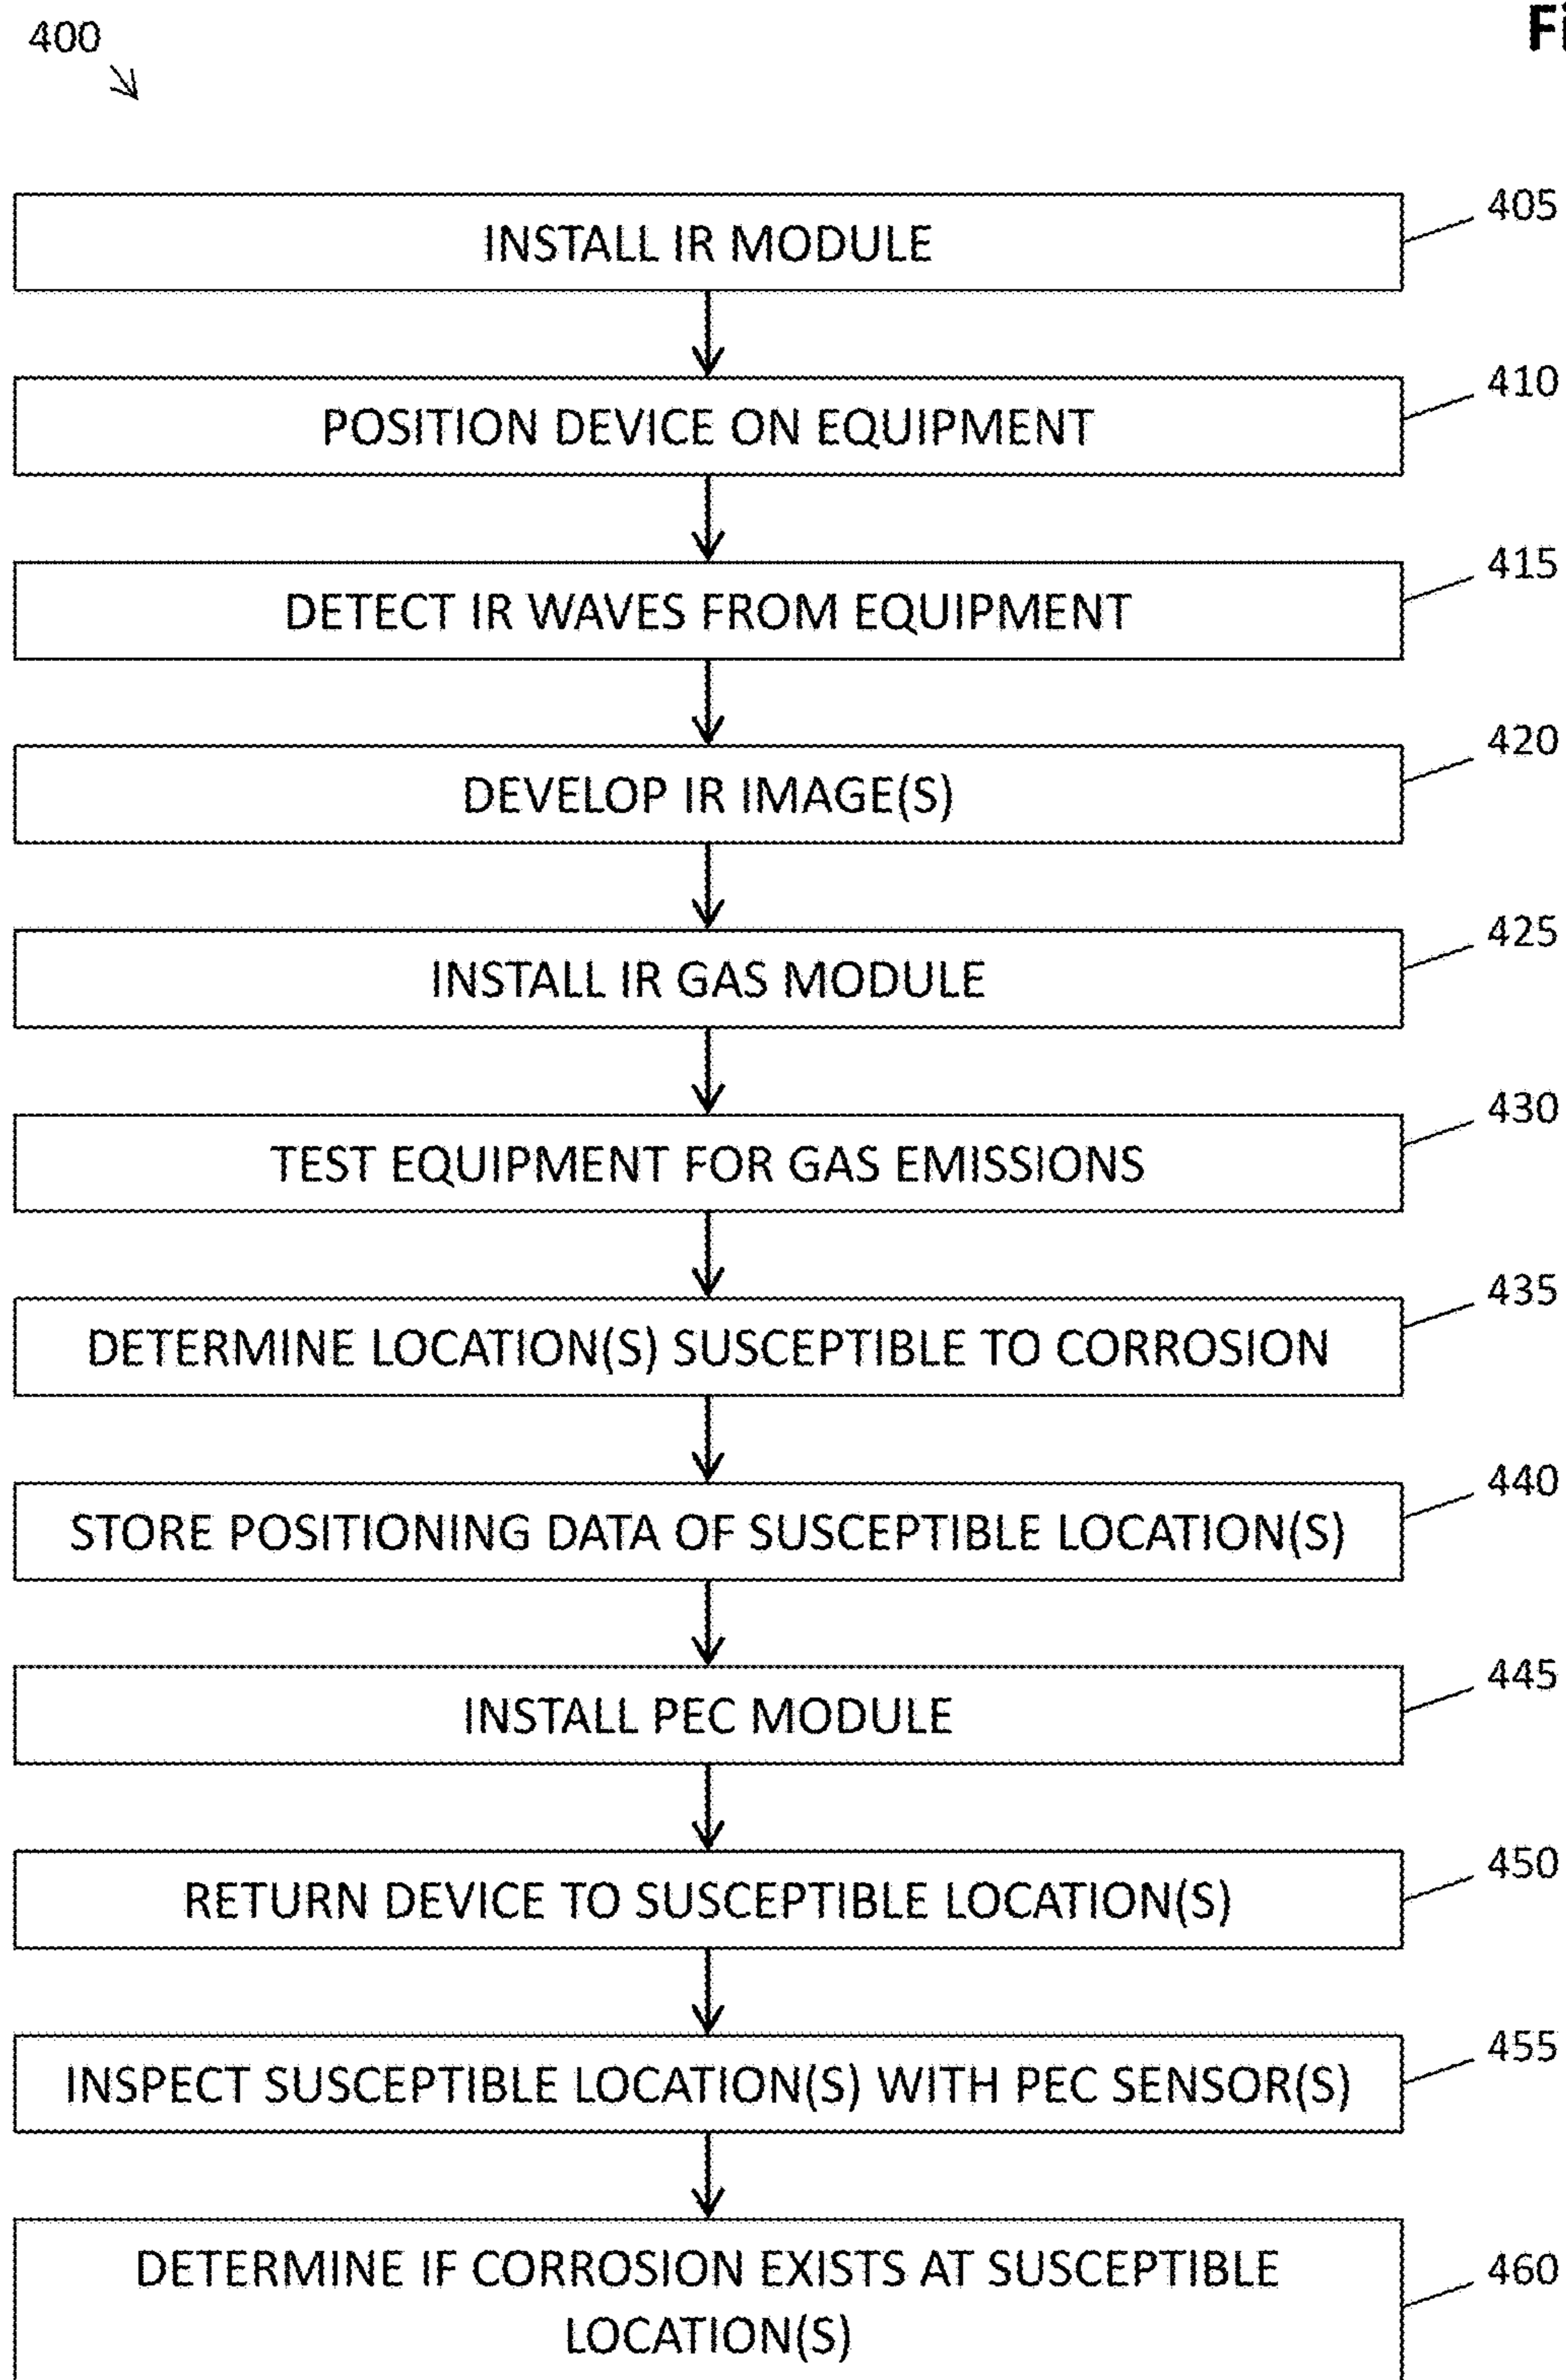 400
Fi
INSTALL IR MODULE
405
POSITION DEVICE ON EQUIPMENT
410
DETECT IR WAVES FROM EQUIPMENT
415
DEVELOP IR IMAGE(S)
420
INSTALL IR GAS MODULE
425
TEST EQUIPMENT FOR GAS EMISSIONS
430
DETERMINE LOCATION(S) SUSCEPTIBLE TO CORROSION
435
STORE POSITIONING DATA OF SUSCEPTIBLE LOCATION(S)
440
INSTALL PEC MODULE
445
RETURN DEVICE TO SUSCEPTIBLE LOCATION(S)
450
INSPECT SUSCEPTIBLE LOCATION(S) WITH PEC SENSOR(S)
455
DETERMINE IF CORROSION EXISTS AT SUSCEPTIBLE
LOCATION(S)
460